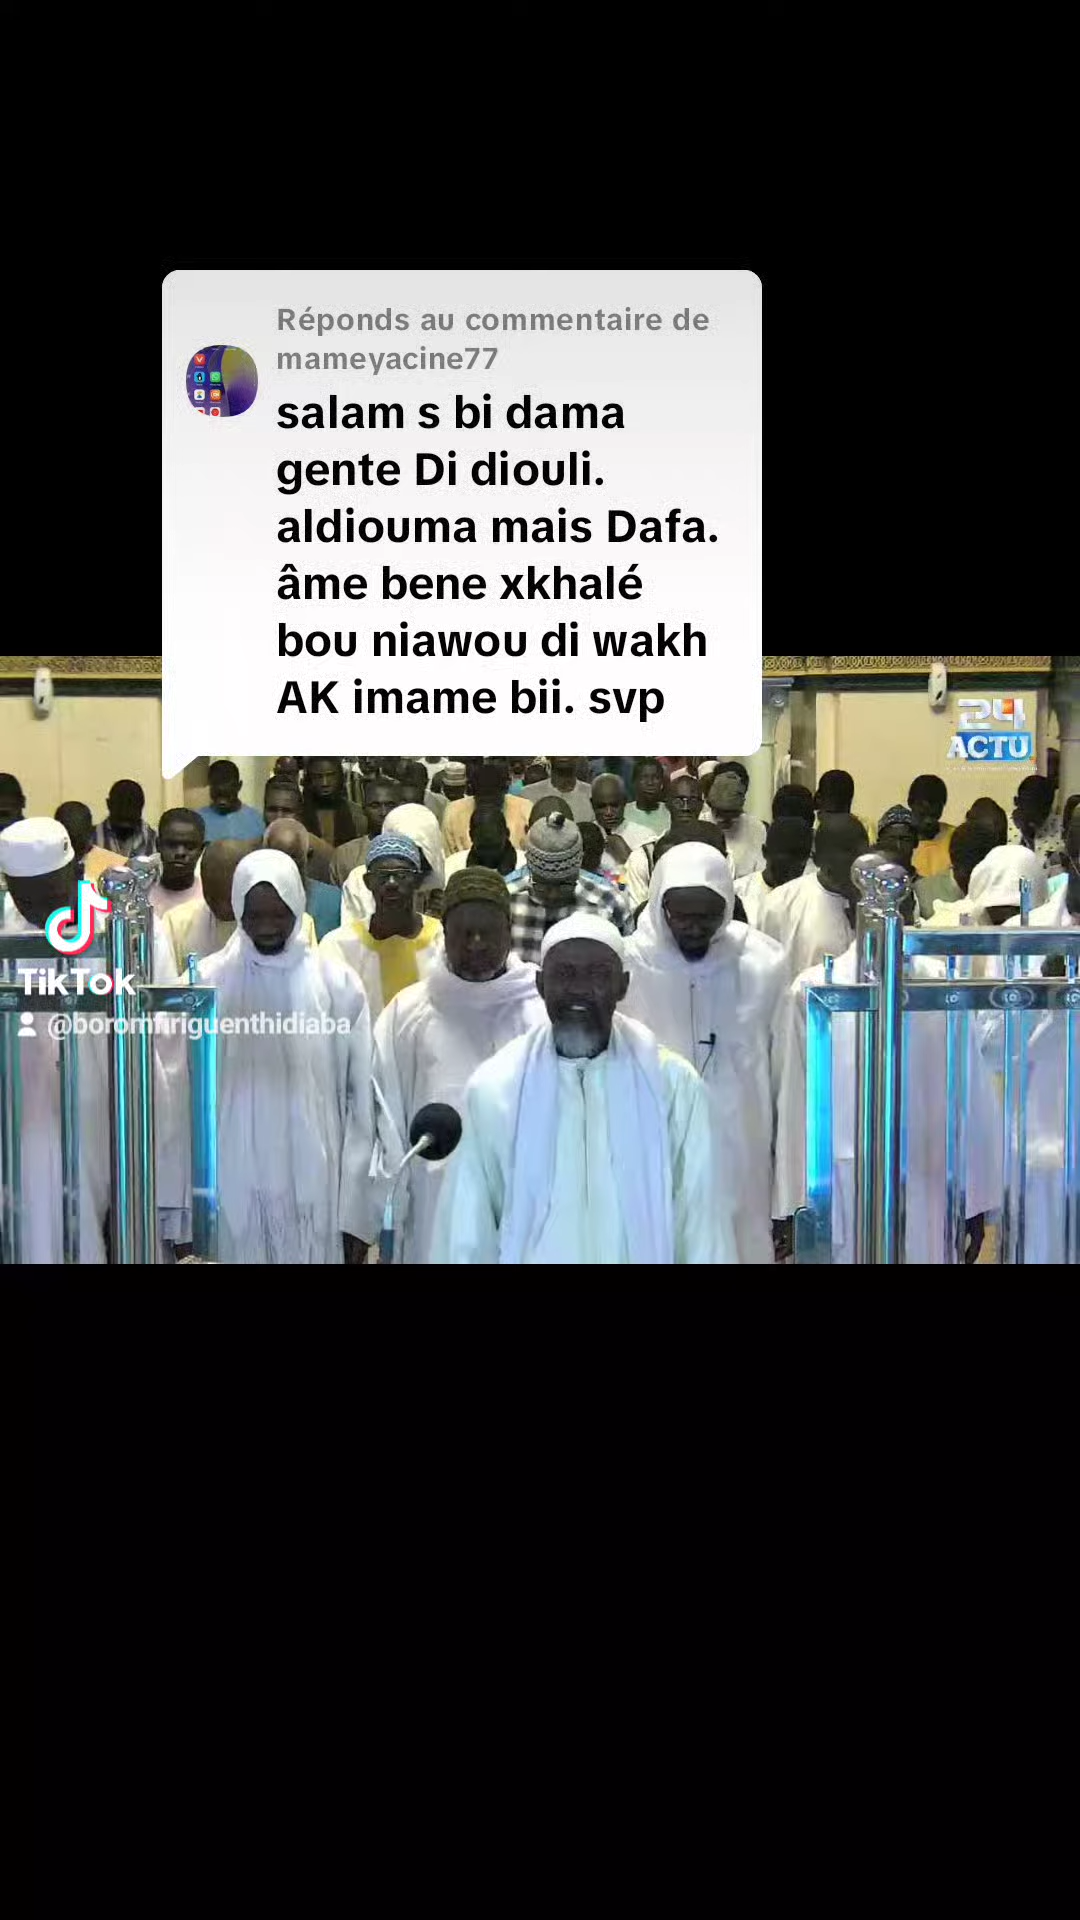 Réponds au commentaire de
mameyacine77
salam s bi dama
gente Di diouli.
aldiouma mais Dafa.
âme bene xkhalé
bou niawou di wakh
AK imame bii. svp
24
ACTU
TikTok
@boromfiriguenthidiaba